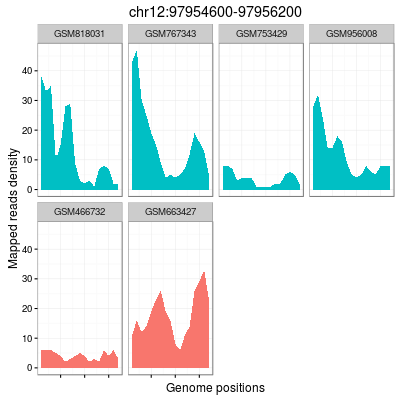 chr12:97954600-97956200
GSM818031 GSM767343 GSM753429 GSM956008
40
30
20
10
0
GSM466732 GSM663427
40
30
20
10
0
Mapped reads density
Genome positions